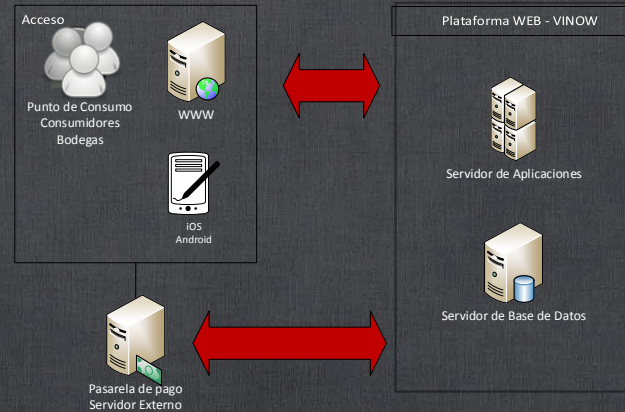 Acceso
Punto de Consumo
Consumidores
Bodegas
WWW
iOS
Android
Pasarela de pago
Servidor Externo
Plataforma WEB - VINOW
Servidor de Aplicaciones
Servidor de Base de Datos